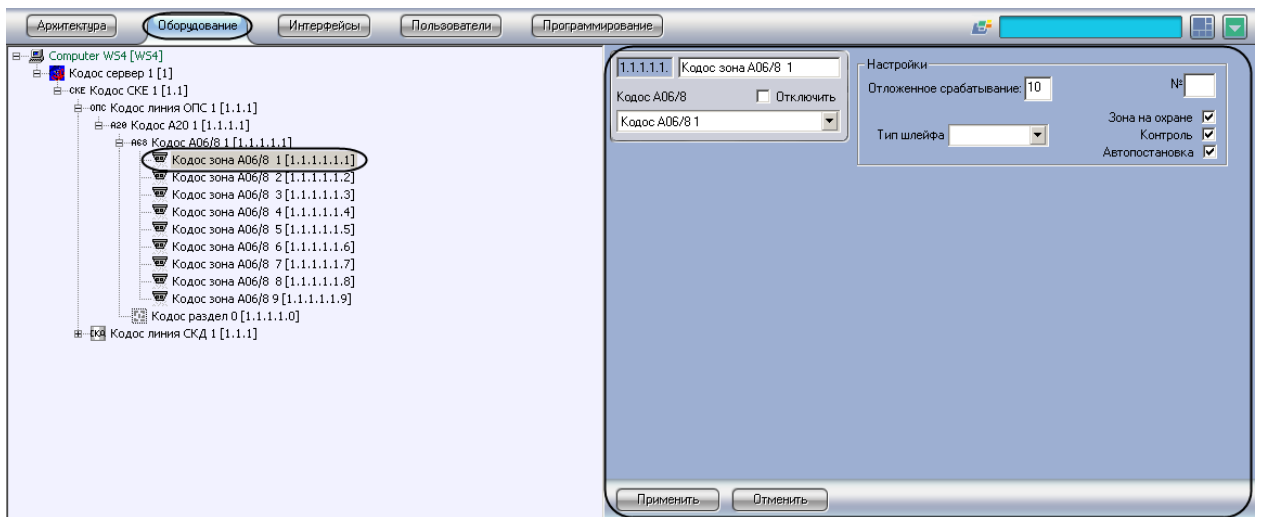 Архитектура Оборудование Интерфейсы Пользователи Программирование
Computer WS4 [WS4]
Кодос сервер 1 [1]
СКЕ Кодос СКЕ 1 [1.1]
опс Кодос линия ОПС 1 [1.1.1]
А20 Кодос А20 1 [1.1.1.1]
Кодос А06/8 1 [1.1.1.1.1]
Кодос зона А06/8 1 [1.1.1.1.1.1]
Кодос зона А06/8 2 [1.1.1.1.1.2]
Кодос зона А06/8 3 [1.1.1.1.1.3]
Кодос зона А06/8 4 [1.1.1.1.1.4]
Кодос зона А06/8 5 [1.1.1.1.1.5]
Кодос зона А06/8 6 [1.1.1.1.1.6]
Кодос зона А06/8 7 [1.1.1.1.1.7]
Кодос зона А06/8 8 [1.1.1.1.1.8]
Кодос зона А06/8 9 [1.1.1.1.1.9]
Кодос раздел 0 [1.1.1.1.0]
СКД Кодос линия СКД 1 [1.1.1]
1.1.1.1.1. Кодос зона А06/8 1
Кодос А06/8 Отключить
Кодос А06/8 1
Настройки
Отложенное срабатывание: 10 №
Тип шлейфа
Зона на охране
Контроль
Автопостановка
Применить Отменить